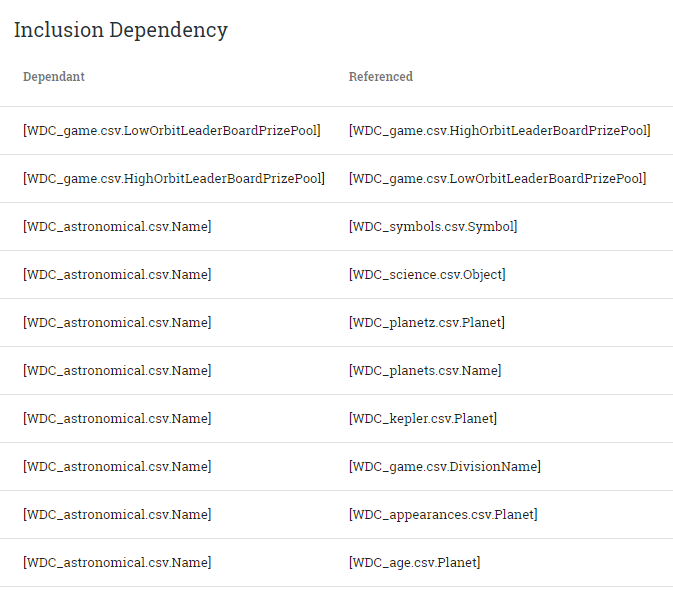 Inclusion Dependency
Dependant Referenced
[WDC_game.csv.LowOrbitLeaderBoardPrizePool] [WDC_game.csv.HighOrbitLeaderBoardPrizePool]
[WDC_game.csv.HighOrbitLeaderBoardPrizePool] [WDC_game.csv.LowOrbitLeaderBoardPrizePool]
[WDC_astronomical.csv.Name] [WDC_symbols.csv.Symbol]
[WDC_astronomical.csv.Name] [WDC_science.csv.Object]
[WDC_astronomical.csv.Name] [WDC_planetz.csv.Planet]
[WDC_astronomical.csv.Name] [WDC_planets.csv.Name]
[WDC_astronomical.csv.Name] [WDC_kepler.csv.Planet]
[WDC_astronomical.csv.Name] [WDC_game.csv.DivisionName]
[WDC_astronomical.csv.Name] [WDC_appearances.csv.Planet]
[WDC_astronomical.csv.Name] [WDC_age.csv.Planet]